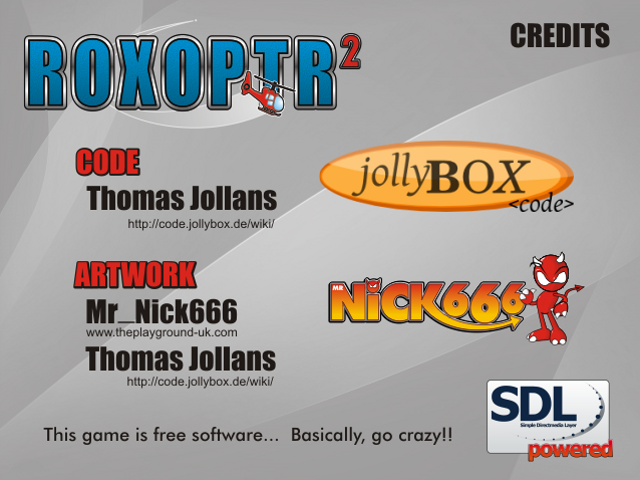 ROXOPTR2
CREDITS
CODE
Thomas Jollans
http://code.jollybox.de/wiki/
jollyBOX
<code>
ARTWORK
Mr_Nick666
www.theplayground-uk.com
Thomas Jollans
http://code.jollybox.de/wiki/
MR
NiCK666
SDL
Simple Directmedia Layer
powered
This game is free software... Basically, go crazy!!